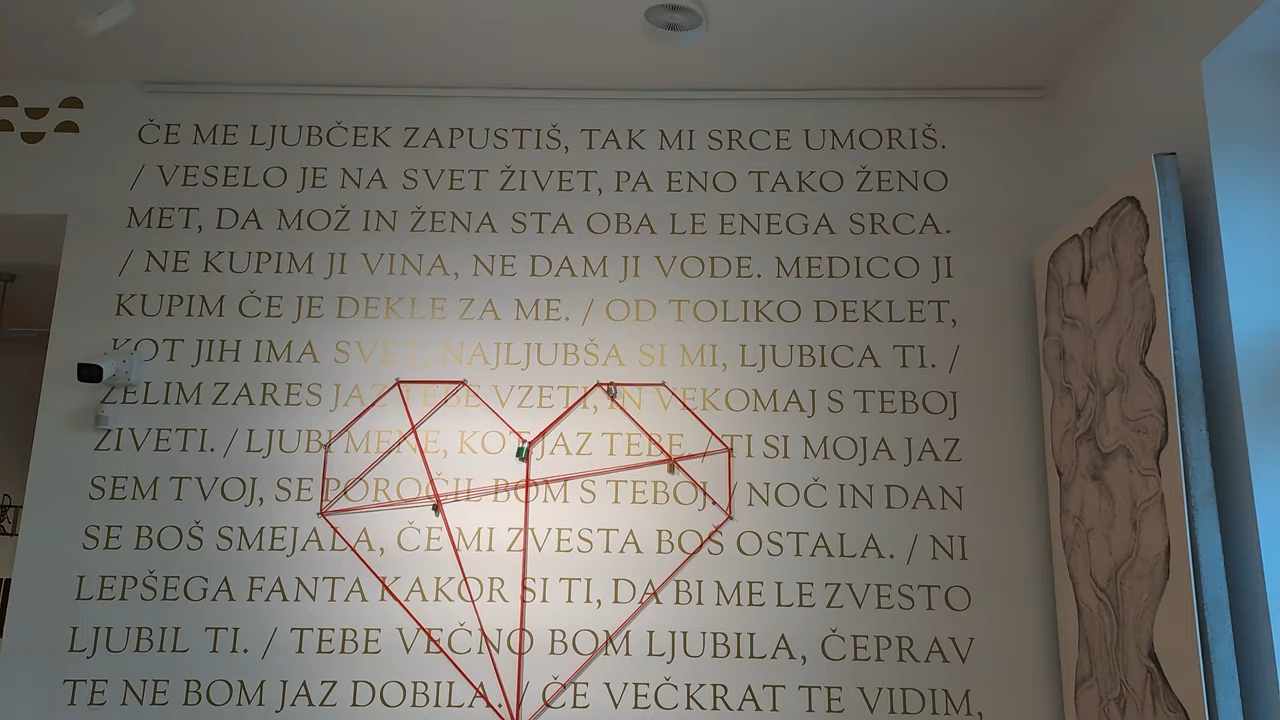 ČE ME LJUBČEK ZAPUSTIŠ, TAK MI SRCE UMORIŠ.
/ VESELO JE NA SVET ŽIVET, PA ENO TAKO ŽENO
MET, DA MOŽ IN ŽENA STA OBA LE ENEGA SRCA.
/ NE KUPIM JI VINA, NE DAM JI VODE. MEDICO JI
KUPIM ČE JE DEKLE ZA ME. / OD TOLIKO DEKLET,
KOT JIH IMA SVET, NAJLJUBŠA SI MI, LJUBICA TI. /
ŽELIM ZARES JAZ TEBE VZETI, IN VEKOMAJ S TEBOJ
ŽIVETI. / LJUBI MENE, KOT JAZ TEBE. / TI SI MOJA JAZ
SEM TVOJ, SE POROČIL BOM S TEBOJ. / NOČ IN DAN
SE BOŠ SMEJALA, ČE MI ZVESTA BOŠ OSTALA. / NI
LEPŠEGA FANTA KAKOR SI TI, DA BI ME LE ZVESTO
LJUBIL TI. / TEBE VEČNO BOM LJUBILA, ČEPRAV
TE NE BOM JAZ DOBILA. / ČE VEČKRAT TE VIDIM,